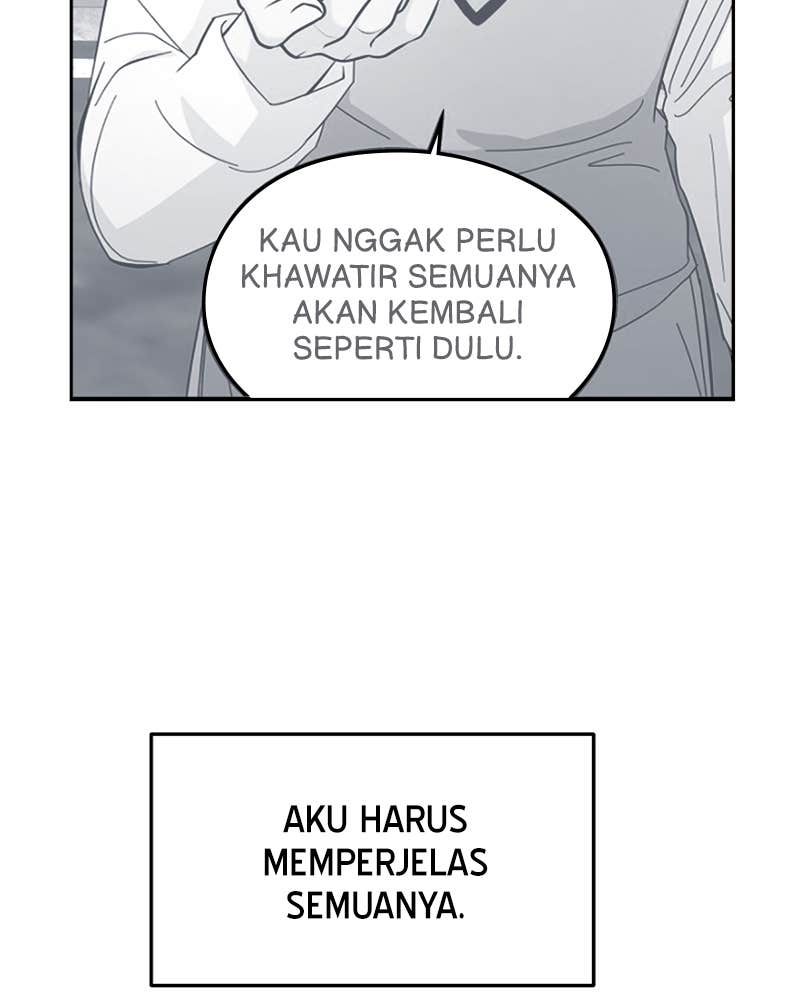 KAU NGGAK PERLU
KHAWATIR SEMUANYA
AKAN KEMBALI
SEPERTI DULU.
AKU HARUS
MEMPERJELAS
SEMUANYA.